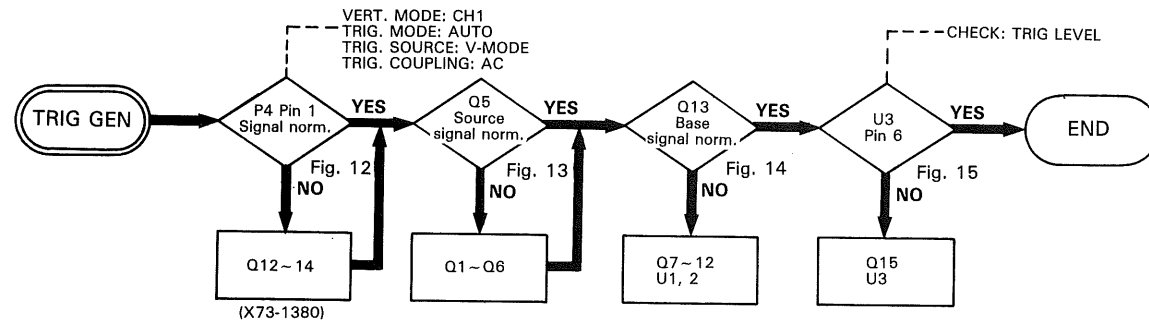 VERT. MODE: CH1
TRIG. MODE: AUTO
TRIG. SOURCE: V-MODE
TRIG. COUPLING: AC
CHECK: TRIG LEVEL
TRIG GEN
P4 Pin 1
Signal norm.
YES
Q5
Source
signal norm.
YES
Q13
Base
signal norm.
YES
U3
Pin 6
YES
END
NO
Fig. 12
NO
Fig. 13
NO
Fig. 14
NO
Fig. 15
Q12~14
(X73-1380)
Q1~Q6
Q7~12
U1, 2
Q15
U3